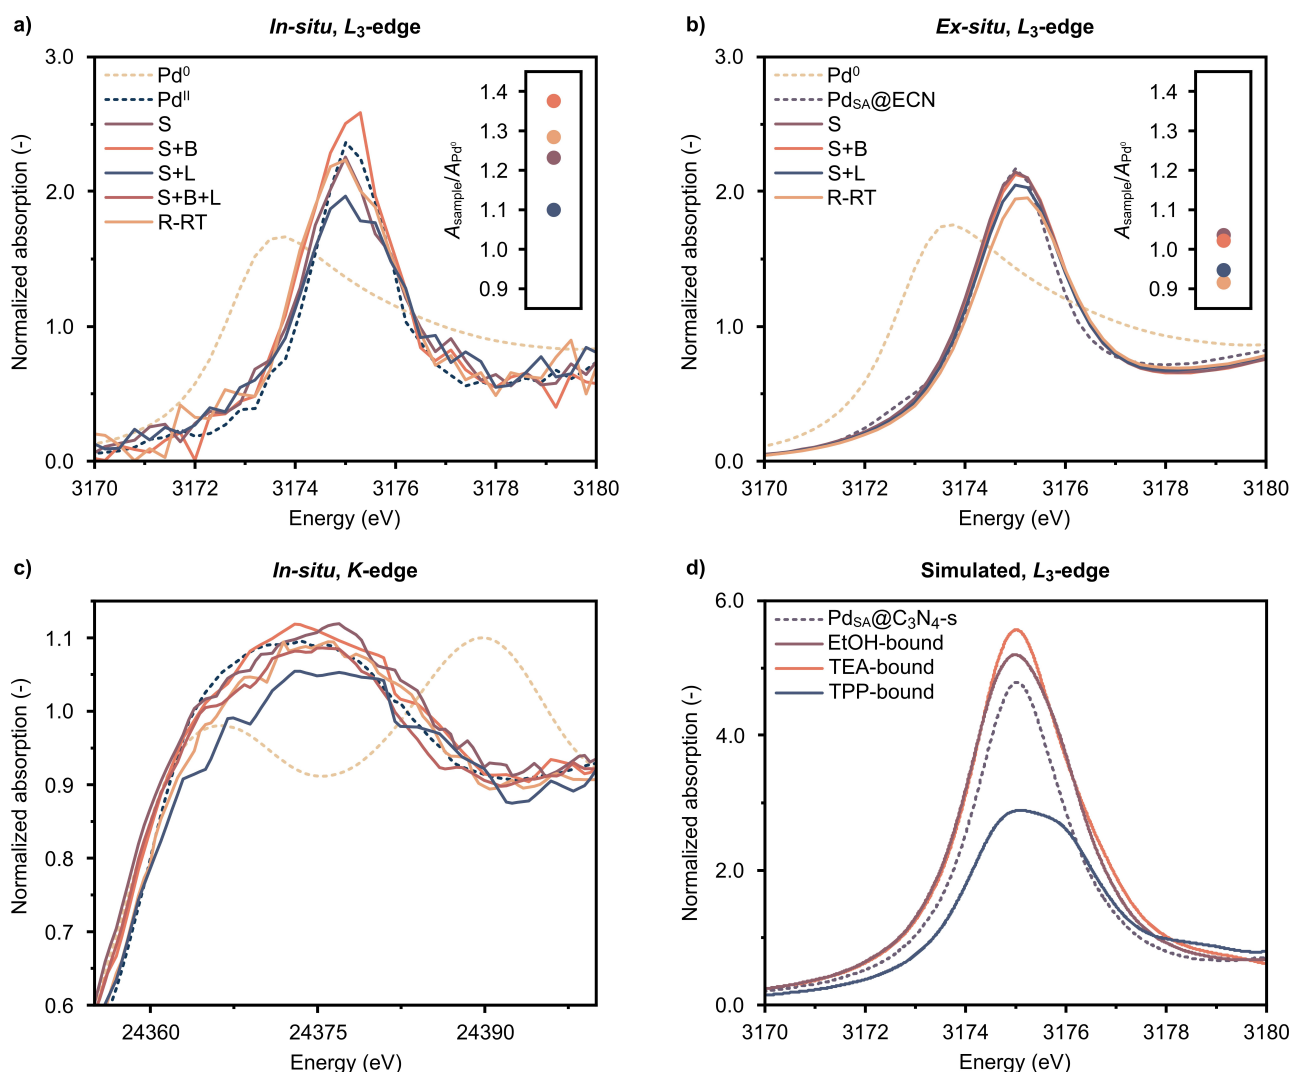 a)
In-situ, L3-edge
Normalized absorption (-)
3.0
2.0
1.0
0.0
Pd0
PdII
S
S+B
S+L
S+B+L
R-RT
Asample/APd0
1.4
1.3
1.2
1.1
1.0
0.9
3170
3172
3174
3176
3178
3180
Energy (eV)
b)
Ex-situ, L3-edge
Normalized absorption (-)
3.0
2.0
1.0
0.0
Pd0
PdSA@ECN
S
S+B
S+L
R-RT
Asample/APd0
1.4
1.3
1.2
1.1
1.0
0.9
3170
3172
3174
3176
3178
3180
Energy (eV)
c)
In-situ, K-edge
Normalized absorption (-)
1.1
1.0
0.9
0.8
0.7
0.6
24360
24375
24390
Energy (eV)
d)
Simulated, L3-edge
Normalized absorption (-)
6.0
4.0
2.0
0.0
PdSA@C3N4-s
EtOH-bound
TEA-bound
TPP-bound
3170
3172
3174
3176
3178
3180
Energy (eV)